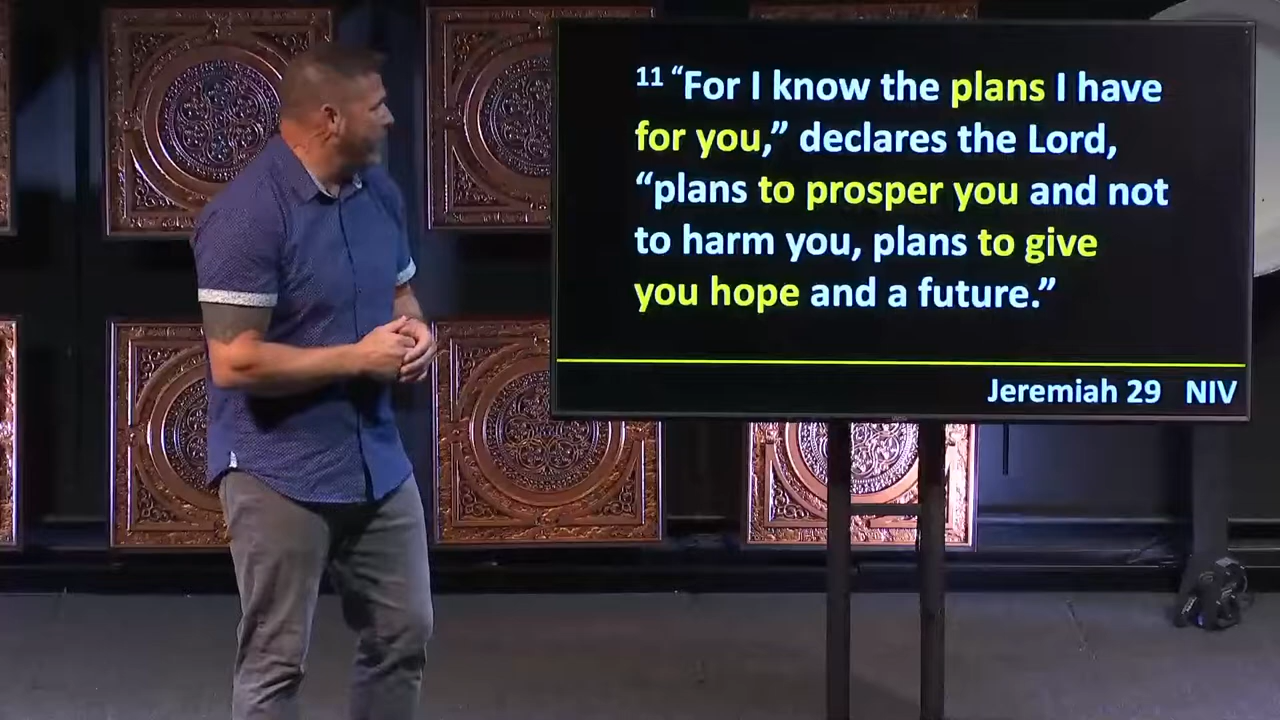 11 “For I know the plans I have
for you,” declares the Lord,
“plans to prosper you and not
to harm you, plans to give
you hope and a future.”
Jeremiah 29 NIV